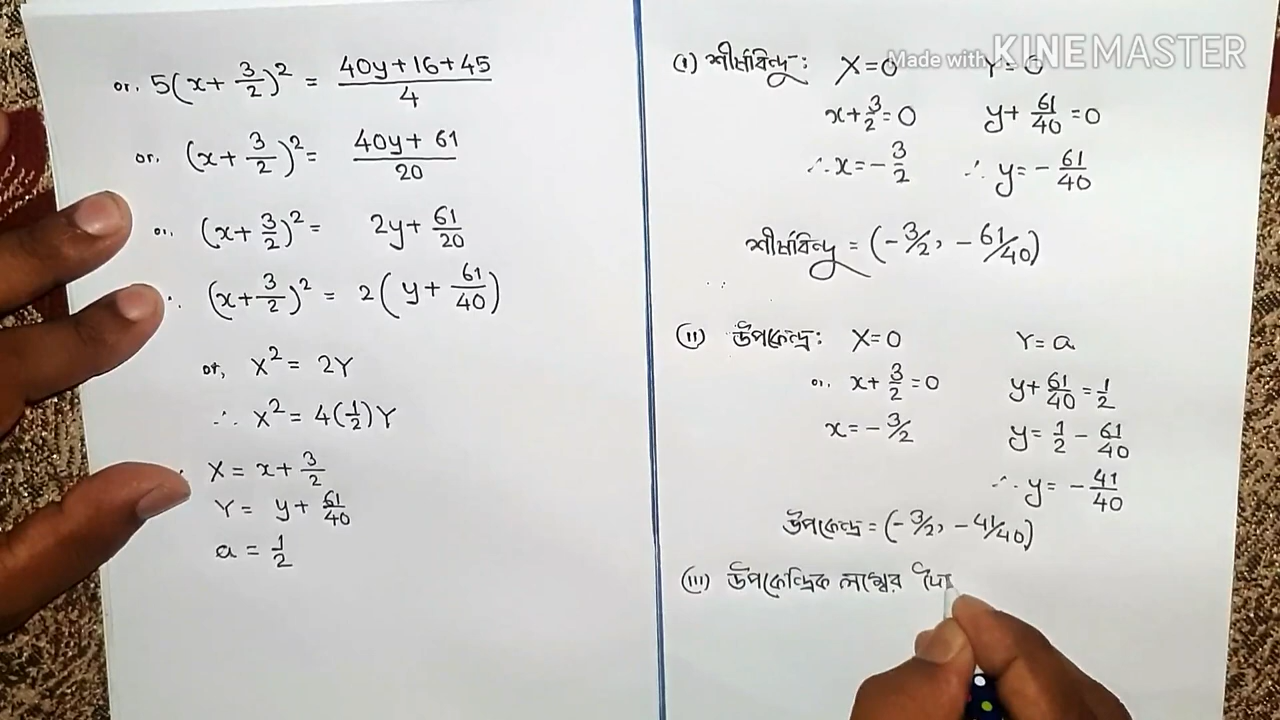 or. 5(x+3/2)² = (40y+16+45)/4
or. (x+3/2)² = (40y+61)/20
or. (x+3/2)² = 2y+61/20
∴ (x+3/2)² = 2(y+61/40)
or, X² = 2Y
∴ X² = 4(1/2)Y
X = x+3/2
Y = y+61/40
a = 1/2
(i) শীর্ষবিন্দু: X=0 Y=0
x+3/2=0 y+61/40=0
∴ x=-3/2 ∴ y=-61/40
শীর্ষবিন্দু = (-3/2, -61/40)
(ii) উপকেন্দ্র: X=0 Y=a
or. x+3/2=0 y+61/40=1/2
x=-3/2 y=1/2-61/40
∴ y=-41/40
উপকেন্দ্র = (-3/2, -41/40)
(iii) উপকেন্দ্রিক লম্বের
Made with KINEMASTER